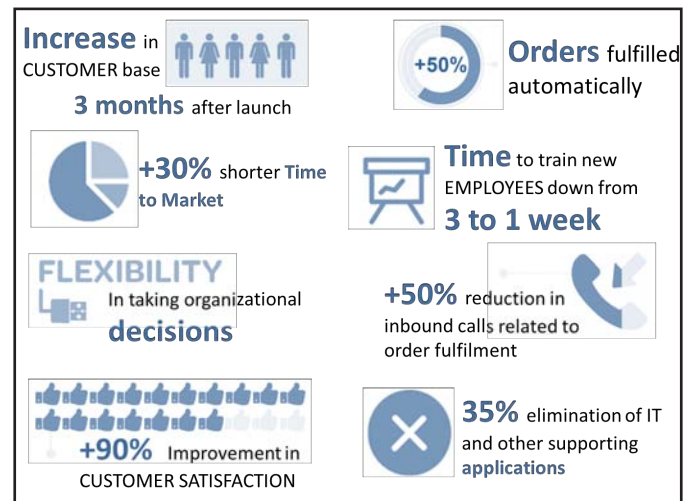 Increase in
CUSTOMER base
3 months after launch
+50%
Orders fulfilled
automatically
+30% shorter Time
to Market
Time to train new
EMPLOYEES down from
3 to 1 week
FLEXIBILITY
In taking organizational
decisions
+50% reduction in
inbound calls related to
order fulfilment
+90% Improvement in
CUSTOMER SATISFACTION
35% elimination of IT
and other supporting
applications